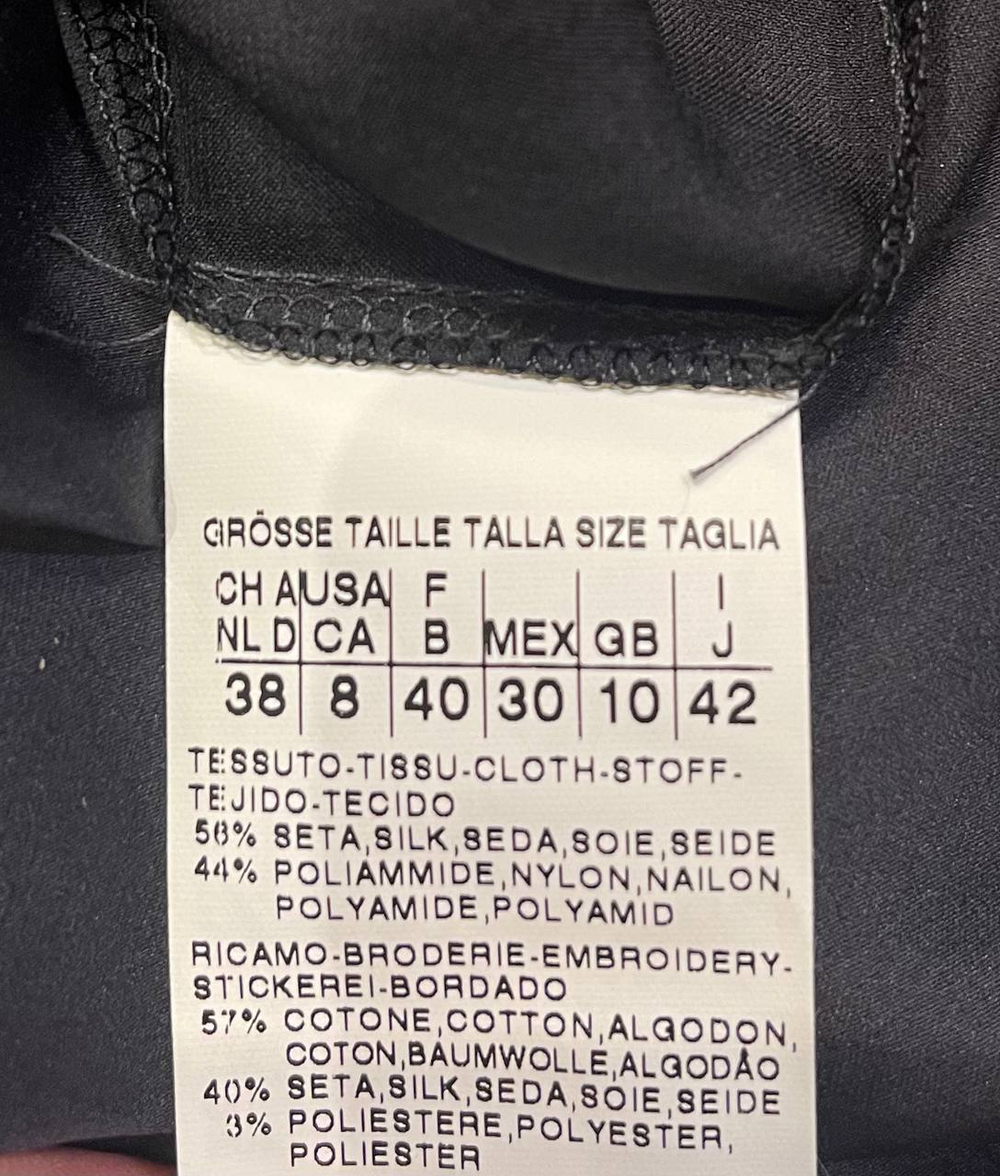 GRÖSSE TAILLE TALLA SIZE TAGLIA
CH A USA F I
NL D CA B MEX GB J
38 8 40 30 10 42
TESSUTO-TISSU-CLOTH-STOFF-
TEJIDO-TECIDO
56% SETA,SILK,SEDA,SOIE,SEIDE
44% POLIAMMIDE,NYLON,NAILON,
POLYAMIDE,POLYAMID
RICAMO-BRODERIE-EMBROIDERY-
STICKEREI-BORDADO
57% COTONE,COTTON,ALGODON,
COTON,BAUMWOLLE,ALGODÃO
40% SETA,SILK,SEDA,SOIE,SEIDE
3% POLIESTERE,POLYESTER,
POLIESTER